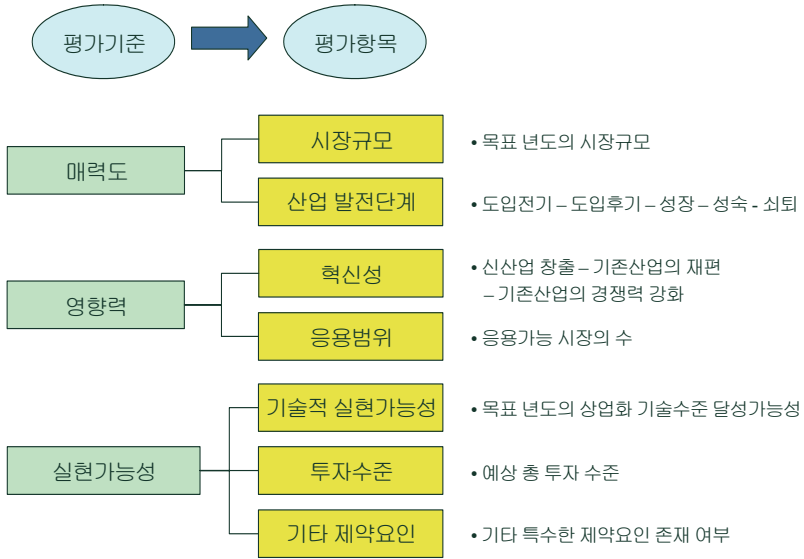 평가기준
평가항목
매력도
시장규모
• 목표 년도의 시장규모
산업 발전단계
• 도입전기 – 도입후기 – 성장 – 성숙 - 쇠퇴
영향력
혁신성
• 신산업 창출 – 기존산업의 재편
– 기존산업의 경쟁력 강화
응용범위
• 응용가능 시장의 수
실현가능성
기술적 실현가능성
• 목표 년도의 상업화 기술수준 달성가능성
투자수준
• 예상 총 투자 수준
기타 제약요인
• 기타 특수한 제약요인 존재 여부